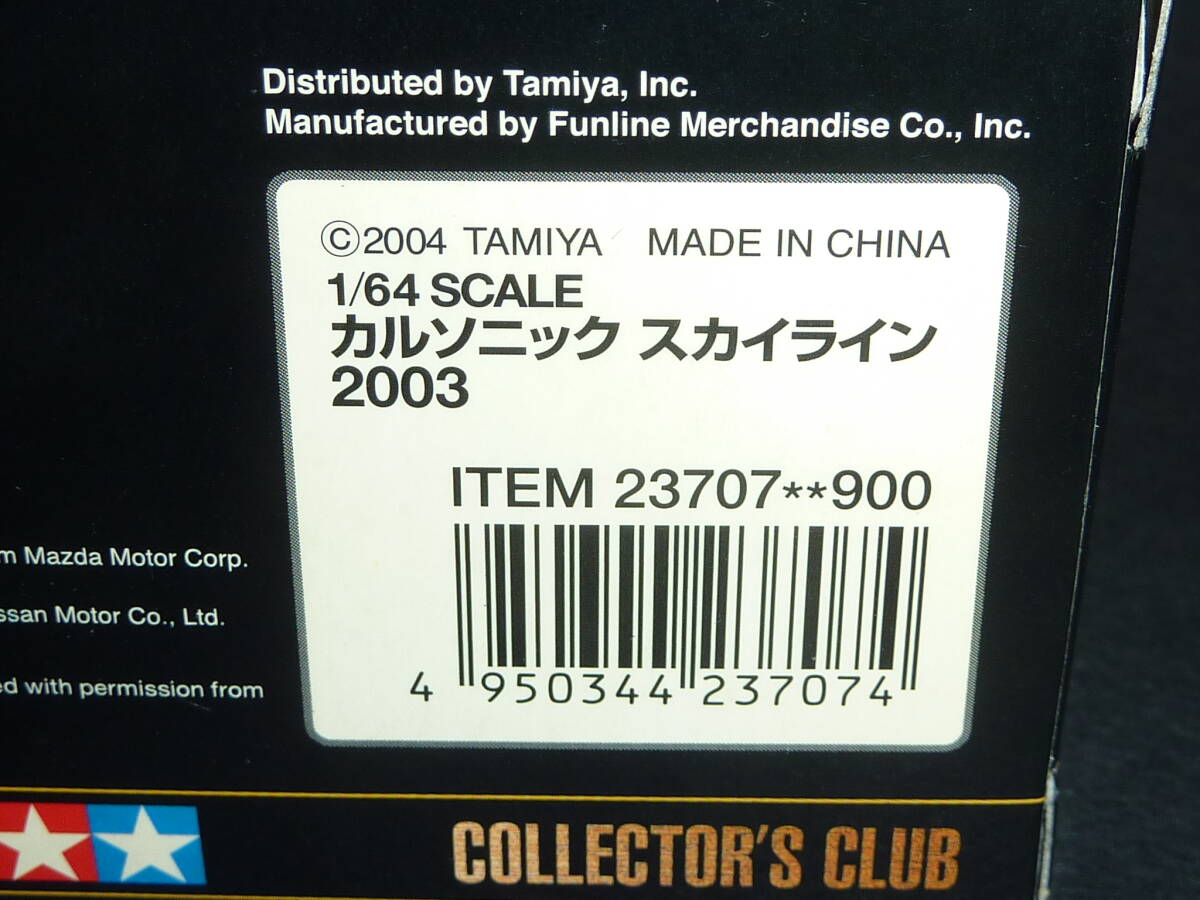 Distributed by Tamiya, Inc.
Manufactured by Funline Merchandise Co., Inc.
©2004 TAMIYA MADE IN CHINA
1/64 SCALE
カルソニック スカイライン
2003
ITEM 23707**900
4 950344 237074
Mazda Motor Corp.
Motor Co., Ltd.
with permission from
COLLECTOR'S CLUB